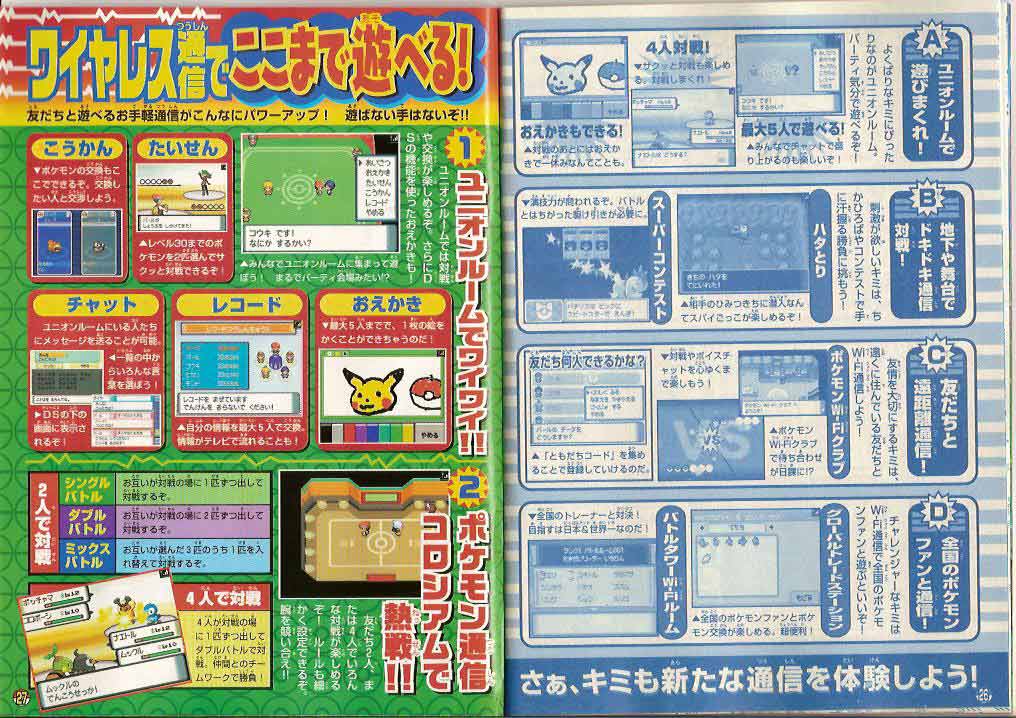 ワイヤレス通信でここまで遊べる!
友だちと遊べるお手軽通信がこんなにパワーアップ! 遊ばない手はないぞ!!
1 ユニオンルームでワイワイ!!
ユニオンルームでは対戦
や交換が楽しめるぞ。さらにD
Sの機能を使ったおえかきも!
あいさつ
おえかき
たいせん
こうかん
レコード
やめる
コウキ です!
なにか するかい?
▲みんなでユニオンルームに集まって遊
ぼう! まるでパーティ会場みたい!?
たいせん
▲レベル30までのポ
ケモンを2匹選んでサ
クッと対戦できるぞ!
こうかん
▼ポケモンの交換もこ
こでできるぞ。交換し
たい人と交渉しよう。
おえかき
▼最大5人までで、1枚の絵を
かくことができちゃうのだ!
やめる
レコード
レコードを まぜています
でんげんを きらないで ください!
▲自分の情報を最大5人で交換。
情報がテレビで流れることも!
チャット
ユニオンルームにいる人たち
にメッセージを送ることが可能。
◀一覧の中か
らいろんな言
葉を選ぼう!
▶DSの下の
画面に表示さ
れるぞ!
2 ポケモン通信
コロシアムで
熱戦!!
友だち2人、ま
たは4人でいろん
な対戦が楽しめる
ぞ! ルールも細
かく設定できるぞ。
腕を競い合え!!
2人で対戦
シングル
バトル
お互いが対戦の場に1匹ずつ出して
対戦するぞ。
ダブル
バトル
お互いが対戦の場に2匹ずつ出して
対戦するぞ。
ミックス
バトル
お互いが選んだ3匹のうち1匹を入
れ替えて対戦するぞ。
4人で対戦
4人が対戦の場
に1匹ずつ出して
ダブルバトルで対
戦。仲間とのチー
ムワークで勝負!
ポッチャマ Lv12
エコボーン Lv10
ナエトル Lv12
ムックル Lv10
ムックルの
でんこうせっか!
127
A ユニオンルームで
遊びまくれ!
よくばりなキミにぴった
りなのがユニオンルーム。
パーティ気分で遊べるぞ!
最大5人で遊べる!
▲みんなでチャットで盛
り上がるのも楽しいぞ!
4人対戦!
▼サクッと対戦も楽しめ
る。対戦しまくれ!
おえかきもできる!
▲対戦のあとにはおえか
きで一休みなんてことも。
B 地下や舞台で
ドキドキ通信
対戦!
刺激が欲しいキミは、ち
かひろばやコンテストで手
に汗握る勝負に挑もう!
ハタとり
▲相手のひみつきちに潜入なん
てスパイごっこが楽しめるぞ!
スーパーコンテスト
▼演技力が問われるぞ。バトル
とはちがった駆け引きが必要に。
C 友だちと
遠距離通信!
友情を大切にするキミは、
遠くに住んでいる友だちと
Wi-Fi通信しよう!
ポケモンWi-Fiクラブ
▼対戦やボイスチ
ャットを心ゆくま
で楽しもう!
▲ポケモン
Wi-Fiクラブ
で待ち合わせ
が日課に!?
友だち何人できるかな?
▲「ともだちコード」を集め
ることで登録していけるのだ。
D 全国のポケモン
ファンと通信!
チャレンジャーなキミは
Wi-Fi通信で全国のポケモ
ンファンと遊ぶといいぞ!
グローバルトレードステーション
▲全国のポケモンファンとポケ
モン交換が楽しめる。超便利!
バトルタワーWi-Fiルーム
▼全国のトレーナーと対決!
目指すは日本&世界一なのだ!
さぁ、キミも新たな通信を体験しよう!
126